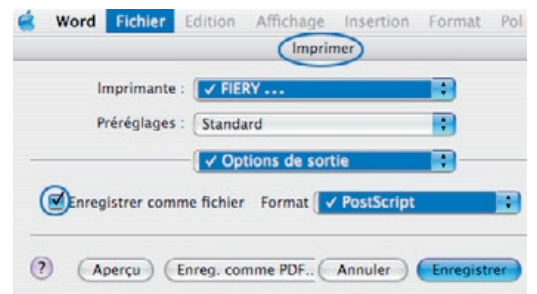 Word Fichier Edition Affichage Insertion Format Pol
Imprimer
Imprimante : ✓ FIERY ...
Préréglages : Standard
✓ Options de sortie
Enregistrer comme fichier Format ✓ PostScript
? Aperçu Enreg. comme PDF.. Annuler Enregistrer